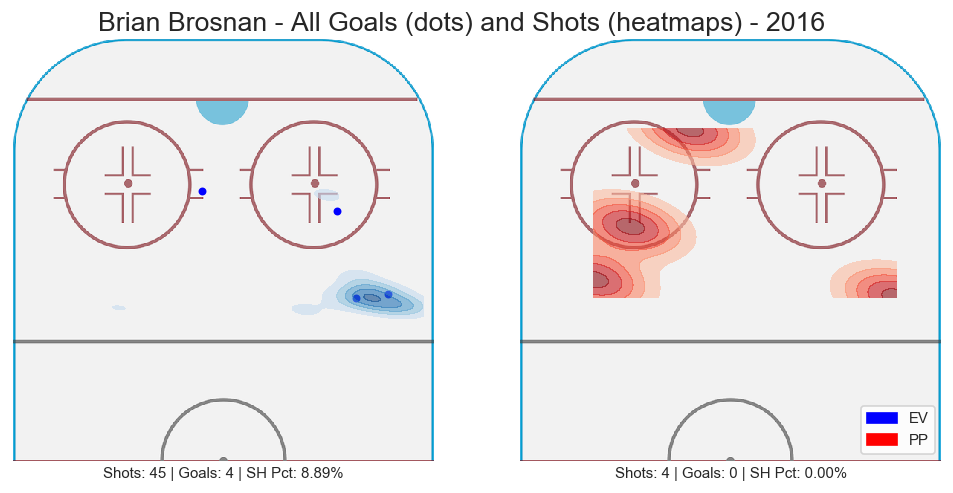 Brian Brosnan - All Goals (dots) and Shots (heatmaps) - 2016
EV
PP
Shots: 45 | Goals: 4 | SH Pct: 8.89%
Shots: 4 | Goals: 0 | SH Pct: 0.00%